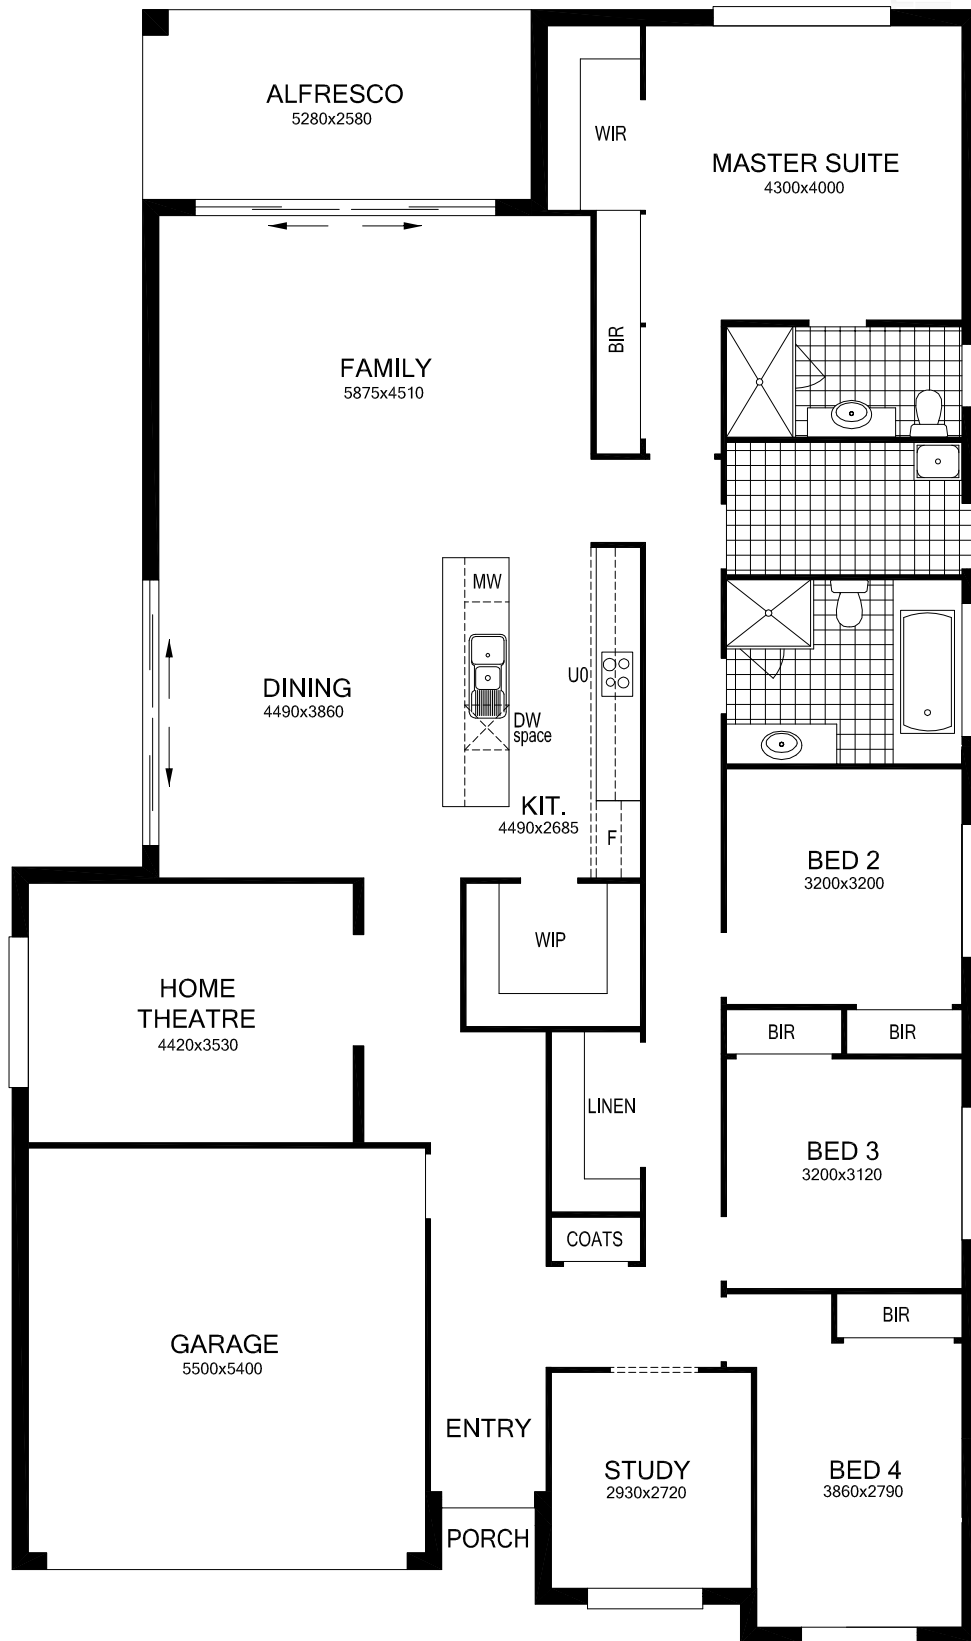 ALFRESCO
5280x2580
WIR
MASTER SUITE
4300x4000
BIR
FAMILY
5875x4510
MW
U0
DINING
4490x3860
DW
space
KIT.
4490x2685
F
BED 2
3200x3200
WIP
HOME
THEATRE
4420x3530
BIR
BIR
LINEN
BED 3
3200x3120
COATS
BIR
GARAGE
5500x5400
ENTRY
STUDY
2930x2720
BED 4
3860x2790
PORCH